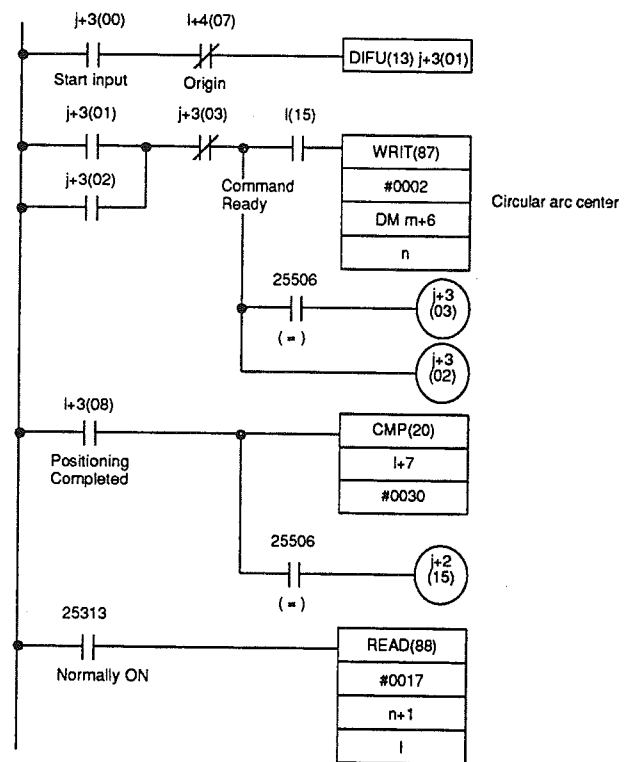 j+3(00) l+4(07)
DIFU(13) j+3(01)
Start input Origin
j+3(01) j+3(03) l(15)
WRIT(87)
j+3(02)
#0002
Command
Ready
Circular arc center
DM m+6
n
25506
j+3
(03)
( = )
j+3
(02)
l+3(08)
CMP(20)
Positioning
Completed
l+7
#0030
25506
j+2
(15)
( = )
25313
READ(88)
Normally ON
#0017
n+1
l